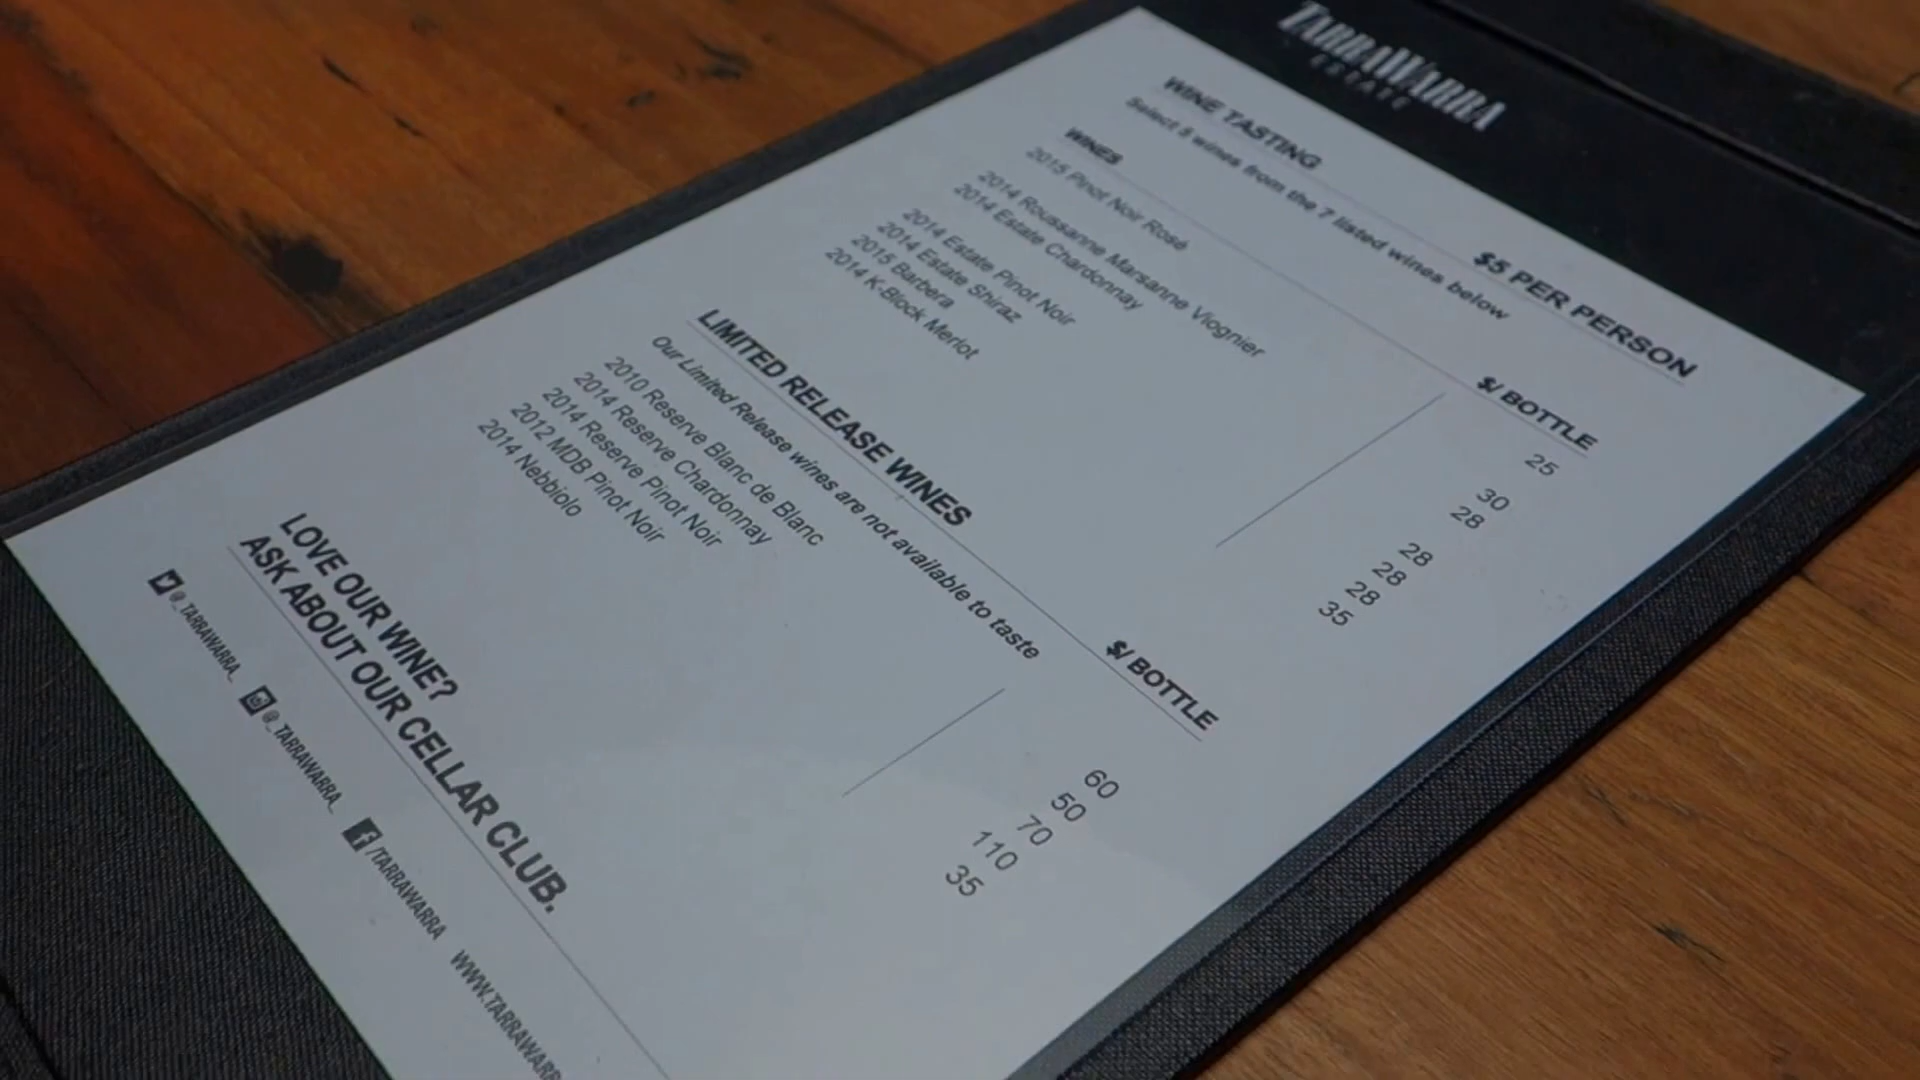 TARRAWARRA
ESTATE
WINE TASTING $5 PER PERSON
Select 5 wines from the 7 listed wines below
WINES $/ BOTTLE
2015 Pinot Noir Rosé 25
2014 Roussanne Marsanne Viognier 30
2014 Estate Chardonnay 28
2014 Estate Pinot Noir 28
2014 Estate Shiraz 28
2015 Barbera 28
2014 K-Block Merlot 35
LIMITED RELEASE WINES $/ BOTTLE
Our Limited Release wines are not available to taste
2010 Reserve Blanc de Blanc 60
2014 Reserve Chardonnay 50
2014 Reserve Pinot Noir 70
2012 MDB Pinot Noir 110
2014 Nebbiolo 35
LOVE OUR WINE?
ASK ABOUT OUR CELLAR CLUB.
@_TARRAWARRA_ @_TARRAWARRA_ /TARRAWARRA WWW.TARRAWARR